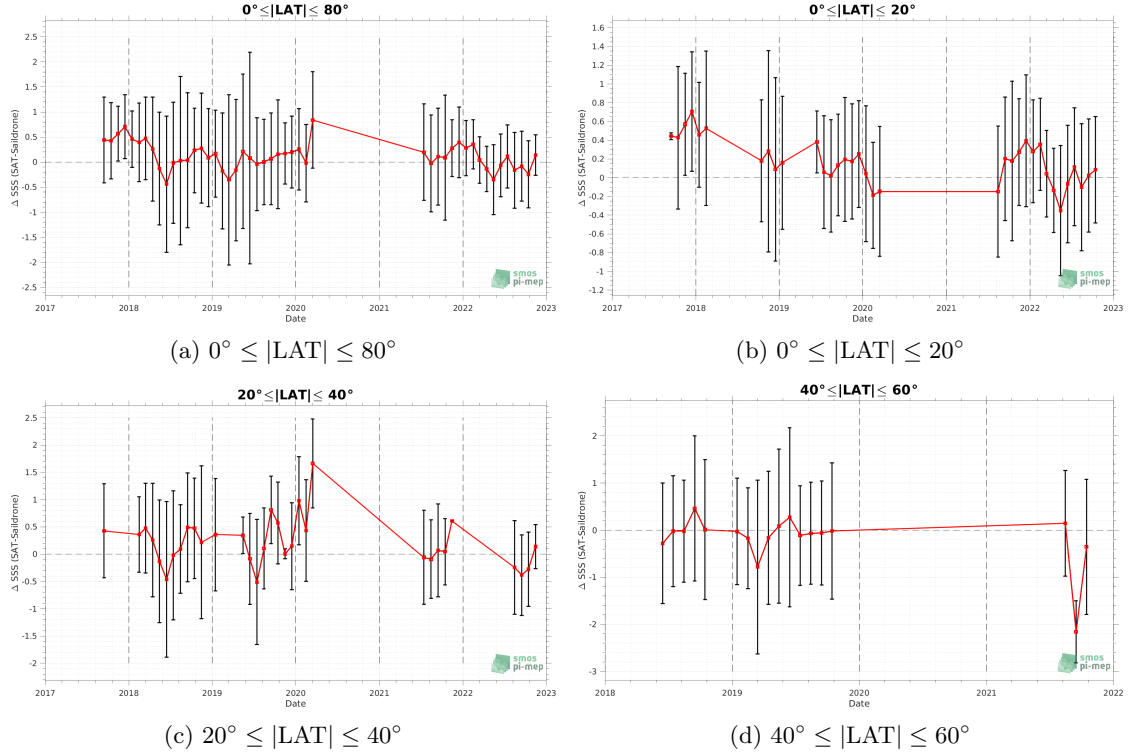 0°≤|LAT|≤ 80°
Δ SSS (SAT-Saildrone)
2.5
2
1.5
1
0.5
0
-0.5
-1
-1.5
-2
-2.5
2017
2018
2019
2020
2021
2022
2023
Date
smos
pi-mep
(a) 0° ≤ |LAT| ≤ 80°
0°≤|LAT|≤ 20°
Δ SSS (SAT-Saildrone)
1.6
1.4
1.2
1
0.8
0.6
0.4
0.2
0
-0.2
-0.4
-0.6
-0.8
-1
-1.2
2017
2018
2019
2020
2021
2022
2023
Date
smos
pi-mep
(b) 0° ≤ |LAT| ≤ 20°
20°≤|LAT|≤ 40°
Δ SSS (SAT-Saildrone)
2.5
2
1.5
1
0.5
0
-0.5
-1
-1.5
-2
2017
2018
2019
2020
2021
2022
2023
Date
smos
pi-mep
(c) 20° ≤ |LAT| ≤ 40°
40°≤|LAT|≤ 60°
Δ SSS (SAT-Saildrone)
2
1
0
-1
-2
-3
2018
2019
2020
2021
2022
Date
smos
pi-mep
(d) 40° ≤ |LAT| ≤ 60°